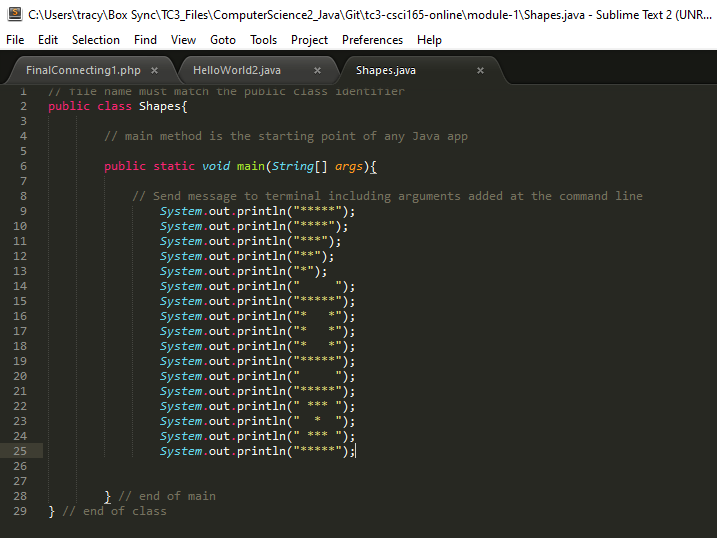 C:\Users\tracy\Box Sync\TC3_Files\ComputerScience2_Java\Git\tc3-csci165-online\module-1\Shapes.java - Sublime Text 2 (UNR...
File Edit Selection Find View Goto Tools Project Preferences Help
FinalConnecting1.php × HelloWorld2.java × Shapes.java ×
1 // file name must match the public class identifier
2 public class Shapes{
3
4 // main method is the starting point of any Java app
5
6 public static void main(String[] args){
7
8 // Send message to terminal including arguments added at the command line
9 System.out.println("*****");
10 System.out.println("****");
11 System.out.println("***");
12 System.out.println("**");
13 System.out.println("*");
14 System.out.println("     ");
15 System.out.println("*****");
16 System.out.println("*   *");
17 System.out.println("*   *");
18 System.out.println("*   *");
19 System.out.println("*****");
20 System.out.println("     ");
21 System.out.println("*****");
22 System.out.println(" *** ");
23 System.out.println("  *  ");
24 System.out.println(" *** ");
25 System.out.println("*****");
26
27
28 } // end of main
29 } // end of class